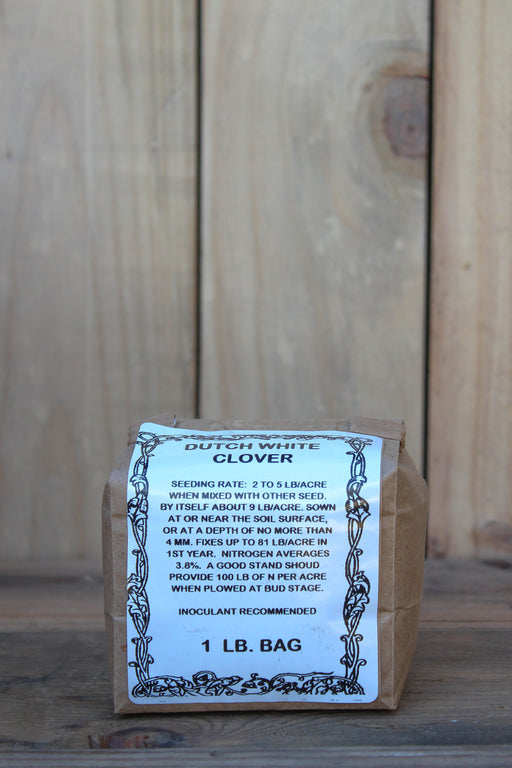 DUTCH WHITE
CLOVER
SEEDING RATE: 2 TO 5 LB/ACRE
WHEN MIXED WITH OTHER SEED.
BY ITSELF ABOUT 9 LB/ACRE. SOWN
AT OR NEAR THE SOIL SURFACE,
OR AT A DEPTH OF NO MORE THAN
4 MM. FIXES UP TO 81 LB/ACRE IN
1ST YEAR. NITROGEN AVERAGES
3.8%. A GOOD STAND SHOUD
PROVIDE 100 LB OF N PER ACRE
WHEN PLOWED AT BUD STAGE.
INOCULANT RECOMMENDED
1 LB. BAG